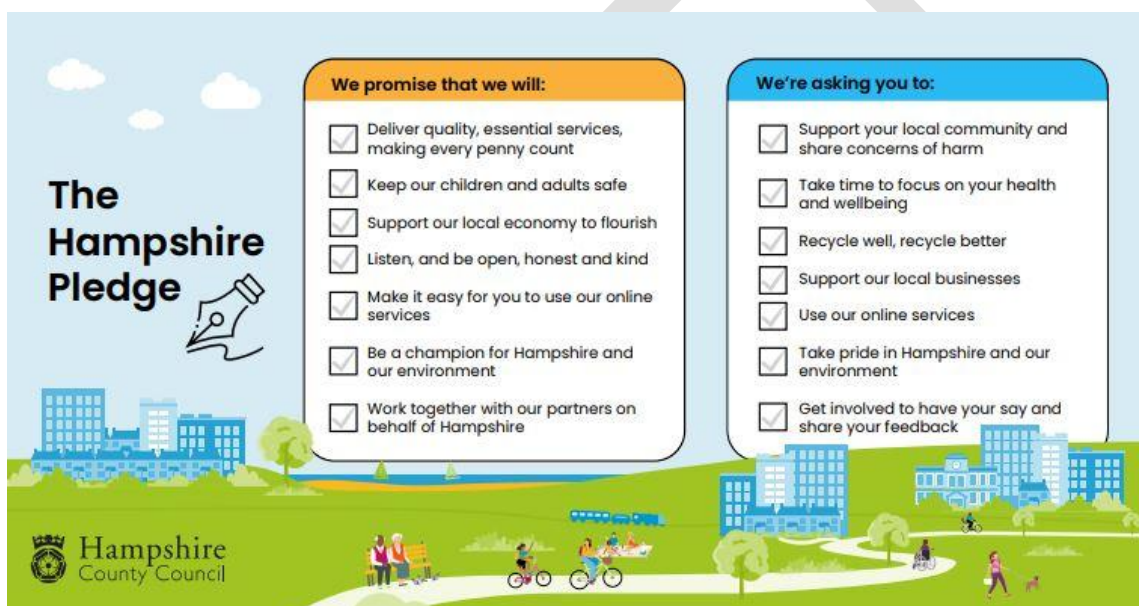 The
Hampshire
Pledge
We promise that we will:
Deliver quality, essential services,
making every penny count
Keep our children and adults safe
Support our local economy to flourish
Listen, and be open, honest and kind
Make it easy for you to use our online
services
Be a champion for Hampshire and
our environment
Work together with our partners on
behalf of Hampshire
We're asking you to:
Support your local community and
share concerns of harm
Take time to focus on your health
and wellbeing
Recycle well, recycle better
Support our local businesses
Use our online services
Take pride in Hampshire and our
environment
Get involved to have your say and
share your feedback
Hampshire
County Council